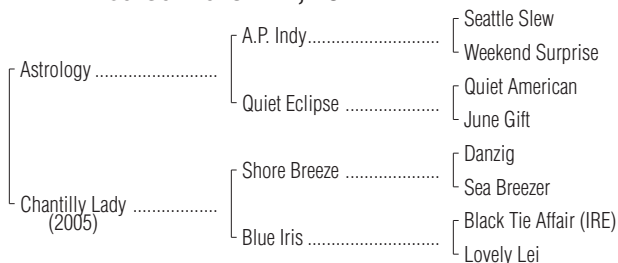 Seattle Slew
A.P. Indy
Weekend Surprise
Astrology
Quiet American
Quiet Eclipse
June Gift
Danzig
Shore Breeze
Sea Breezer
Chantilly Lady
(2005)
Black Tie Affair (IRE)
Blue Iris
Lovely Lei